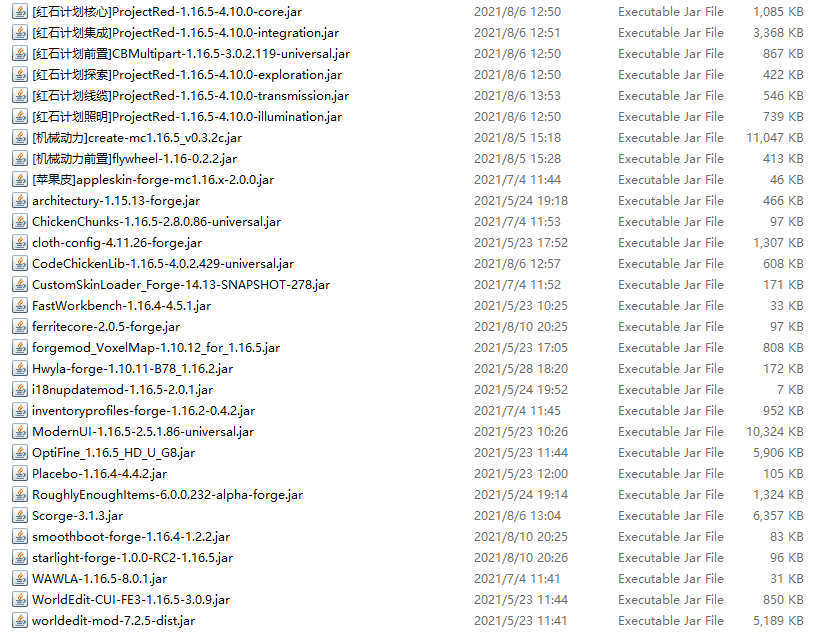 [红石计划核心]ProjectRed-1.16.5-4.10.0-core.jar 2021/8/6 12:50 Executable Jar File 1,085 KB
[红石计划集成]ProjectRed-1.16.5-4.10.0-integration.jar 2021/8/6 12:51 Executable Jar File 3,368 KB
[红石计划前置]CBMultipart-1.16.5-3.0.2.119-universal.jar 2021/8/6 12:50 Executable Jar File 867 KB
[红石计划探索]ProjectRed-1.16.5-4.10.0-exploration.jar 2021/8/6 12:50 Executable Jar File 422 KB
[红石计划线缆]ProjectRed-1.16.5-4.10.0-transmission.jar 2021/8/6 13:53 Executable Jar File 546 KB
[红石计划照明]ProjectRed-1.16.5-4.10.0-illumination.jar 2021/8/6 12:50 Executable Jar File 739 KB
[机械动力]create-mc1.16.5_v0.3.2c.jar 2021/8/5 15:18 Executable Jar File 11,047 KB
[机械动力前置]flywheel-1.16-0.2.2.jar 2021/8/5 15:28 Executable Jar File 413 KB
[苹果皮]appleskin-forge-mc1.16.x-2.0.0.jar 2021/7/4 11:44 Executable Jar File 46 KB
architectury-1.15.13-forge.jar 2021/5/24 19:18 Executable Jar File 466 KB
ChickenChunks-1.16.5-2.8.0.86-universal.jar 2021/7/4 11:53 Executable Jar File 97 KB
cloth-config-4.11.26-forge.jar 2021/5/23 17:52 Executable Jar File 1,307 KB
CodeChickenLib-1.16.5-4.0.2.429-universal.jar 2021/8/6 12:57 Executable Jar File 608 KB
CustomSkinLoader_Forge-14.13-SNAPSHOT-278.jar 2021/7/4 11:52 Executable Jar File 171 KB
FastWorkbench-1.16.4-4.5.1.jar 2021/5/23 10:25 Executable Jar File 33 KB
ferritecore-2.0.5-forge.jar 2021/8/10 20:25 Executable Jar File 97 KB
forgemod_VoxelMap-1.10.12_for_1.16.5.jar 2021/5/23 17:05 Executable Jar File 808 KB
Hwyla-forge-1.10.11-B78_1.16.2.jar 2021/5/28 18:20 Executable Jar File 172 KB
i18nupdatemod-1.16.5-2.0.1.jar 2021/5/24 19:52 Executable Jar File 7 KB
inventoryprofiles-forge-1.16.2-0.4.2.jar 2021/7/4 11:45 Executable Jar File 952 KB
ModernUI-1.16.5-2.5.1.86-universal.jar 2021/5/23 10:26 Executable Jar File 10,324 KB
OptiFine_1.16.5_HD_U_G8.jar 2021/5/23 11:44 Executable Jar File 5,906 KB
Placebo-1.16.4-4.4.2.jar 2021/5/23 12:00 Executable Jar File 105 KB
RoughlyEnoughItems-6.0.0.232-alpha-forge.jar 2021/5/24 19:14 Executable Jar File 1,324 KB
Scorge-3.1.3.jar 2021/8/6 13:04 Executable Jar File 6,357 KB
smoothboot-forge-1.16.4-1.2.2.jar 2021/8/10 20:25 Executable Jar File 83 KB
starlight-forge-1.0.0-RC2-1.16.5.jar 2021/8/10 20:26 Executable Jar File 96 KB
WAWLA-1.16.5-8.0.1.jar 2021/7/4 11:41 Executable Jar File 31 KB
WorldEdit-CUI-FE3-1.16.5-3.0.9.jar 2021/5/23 11:44 Executable Jar File 850 KB
worldedit-mod-7.2.5-dist.jar 2021/5/23 11:41 Executable Jar File 5,189 KB